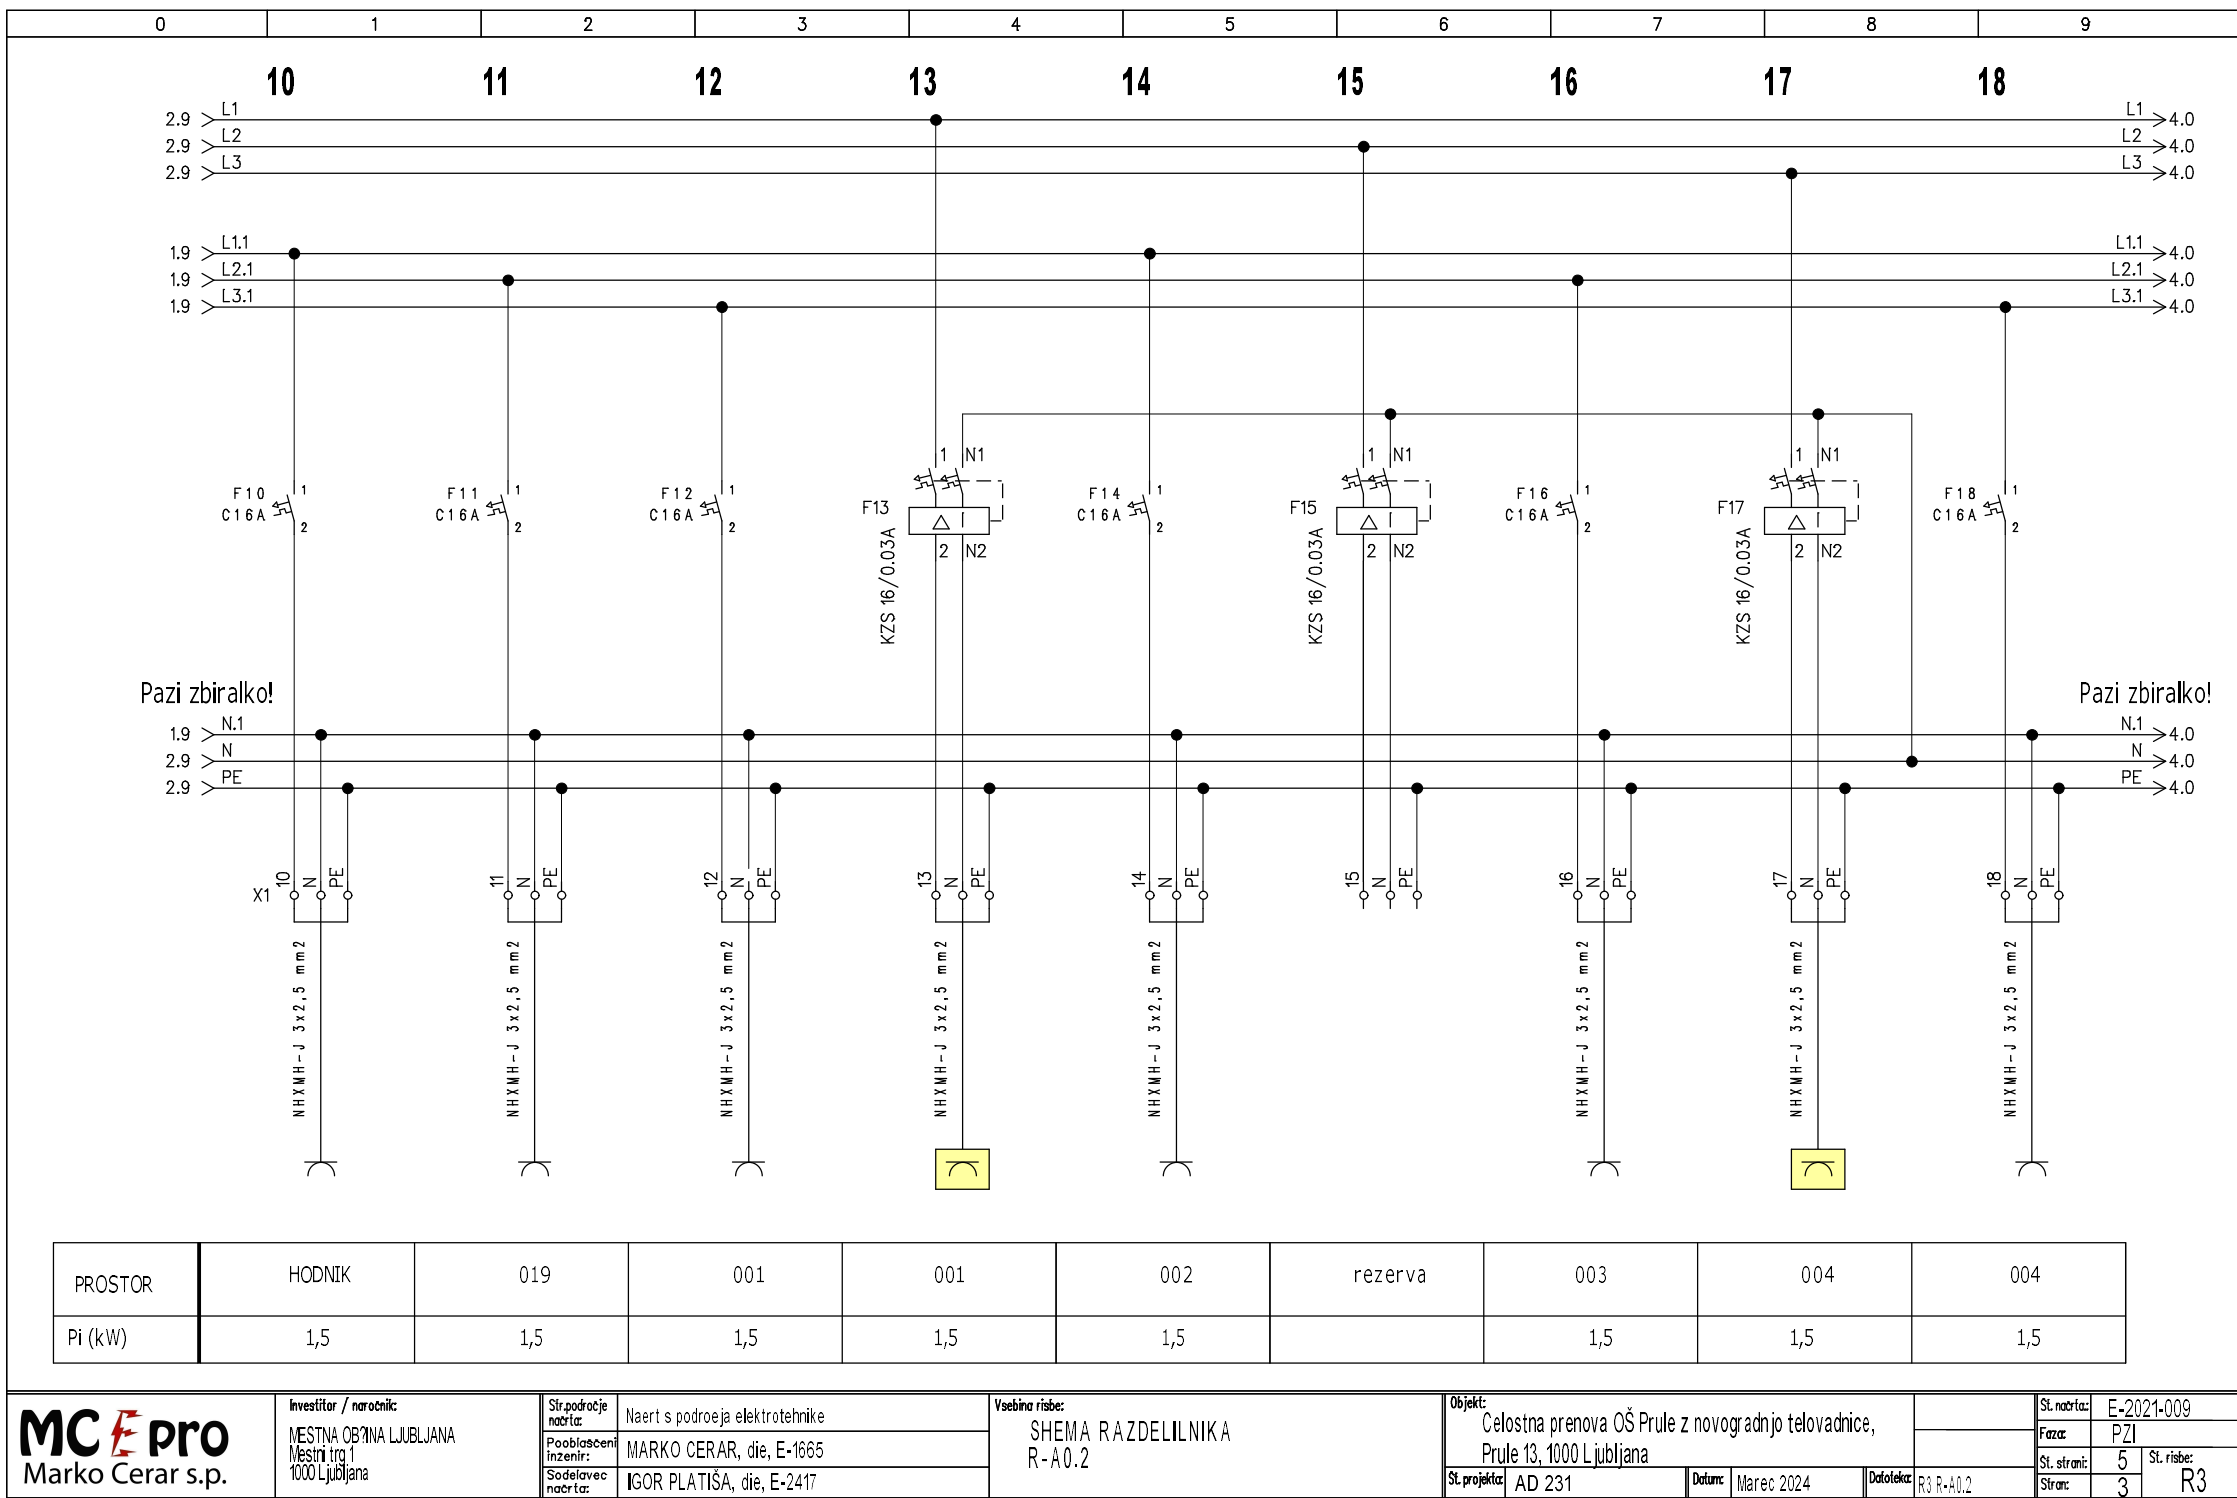 0 1 2 3 4 5 6 7 8 9
10 11 12 13 14 15 16 17 18
2.9 L1 L1 4.0
2.9 L2 L2 4.0
2.9 L3 L3 4.0
1.9 L1.1 L1.1 4.0
1.9 L2.1 L2.1 4.0
1.9 L3.1 L3.1 4.0
F10
C16A
1
2
F11
C16A
1
2
F12
C16A
1
2
F13
KZS 16/0.03A
1 N1
2 N2
F14
C16A
1
2
F15
KZS 16/0.03A
1 N1
2 N2
F16
C16A
1
2
F17
KZS 16/0.03A
1 N1
2 N2
F18
C16A
1
2
Pazi zbiralko! Pazi zbiralko!
1.9 N.1 N.1 4.0
2.9 N N 4.0
2.9 PE PE 4.0
X1 10 N PE 11 N PE 12 N PE 13 N PE 14 N PE 15 N PE 16 N PE 17 N PE 18 N PE
NHXMH-J 3x2,5 mm2
NHXMH-J 3x2,5 mm2
NHXMH-J 3x2,5 mm2
NHXMH-J 3x2,5 mm2
NHXMH-J 3x2,5 mm2
NHXMH-J 3x2,5 mm2
NHXMH-J 3x2,5 mm2
NHXMH-J 3x2,5 mm2
PROSTOR HODNIK 019 001 001 002 rezerva 003 004 004
Pi (kW) 1,5 1,5 1,5 1,5 1,5 1,5 1,5 1,5
MC E pro
Marko Cerar s.p.
Investitor / naročnik:
MESTNA OB?INA LJUBLJANA
Mestni trg 1
1000 Ljubljana
Str.področje
načrta:
Naert s podroeja elektrotehnike
Pooblaščeni
inzenir:
MARKO CERAR, die, E-1665
Sodelavec
načrta:
IGOR PLATIŠA, die, E-2417
Vsebina risbe:
SHEMA RAZDELILNIKA
R-A0.2
Objekt:
Celostna prenova OŠ Prule z novogradnjo telovadnice,
Prule 13, 1000 Ljubljana
Št. projekta: AD 231
Datum: Marec 2024
Datoteka: R3 R-A0.2
Št. načrta: E-2021-009
Faza: PZI
Št. strani: 5
Stran: 3
Št. risbe:
R3